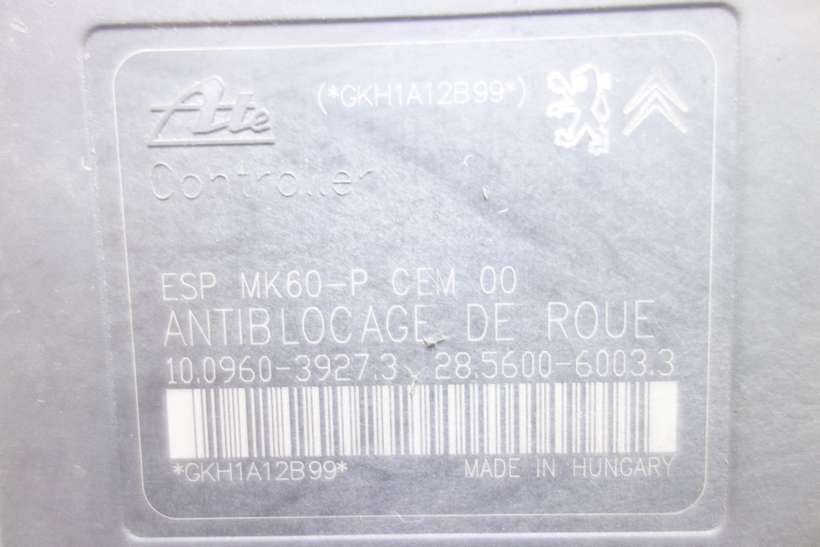 Ate (*GKH1A12B99*)
Controller
ESP MK60-P CEM 00
ANTIBLOCAGE DE ROUE
10.0960-3927.3 28.5600-6003.3
*GKH1A12B99* MADE IN HUNGARY